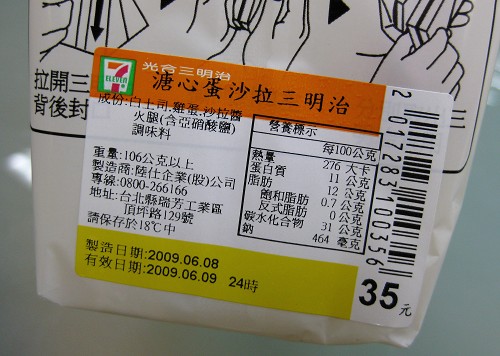 拉開三
背後封
7
ELEVEN
光合三明治
溏心蛋沙拉三明治
成份:白土司,雞蛋,沙拉醬
火腿(含亞硝酸鹽)
調味料
重量:106公克以上
製造商:陸仕企業(股)公司
專線:0800-266166
地址:台北縣瑞芳工業區
頂坪路129號
請保存於18℃中
營養標示
每100公克
熱量 276 大卡
蛋白質 11 公克
脂肪 12 公克
飽和脂肪 0.7 公克
反式脂肪 0 公克
碳水化合物 31 公克
鈉 464 毫克
製造日期:2009.06.08
有效日期:2009.06.09 24時
35元
2017283100356